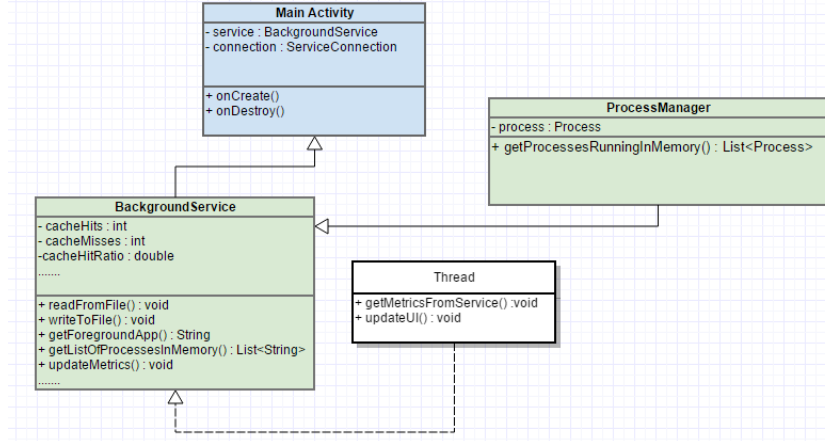 Main Activity
- service : BackgroundService
- connection : ServiceConnection
+ onCreate()
+ onDestroy()
ProcessManager
- process : Process
+ getProcessesRunningInMemory() : List<Process>
BackgroundService
- cacheHits : int
- cacheMisses : int
-cacheHitRatio : double
.......
+ readFromFile() : void
+ writeToFile() : void
+ getForegroundApp() : String
+ getListOfProcessesInMemory() : List<String>
+ updateMetrics() : void
.......
Thread
+ getMetricsFromService() :void
+ updateUI() : void